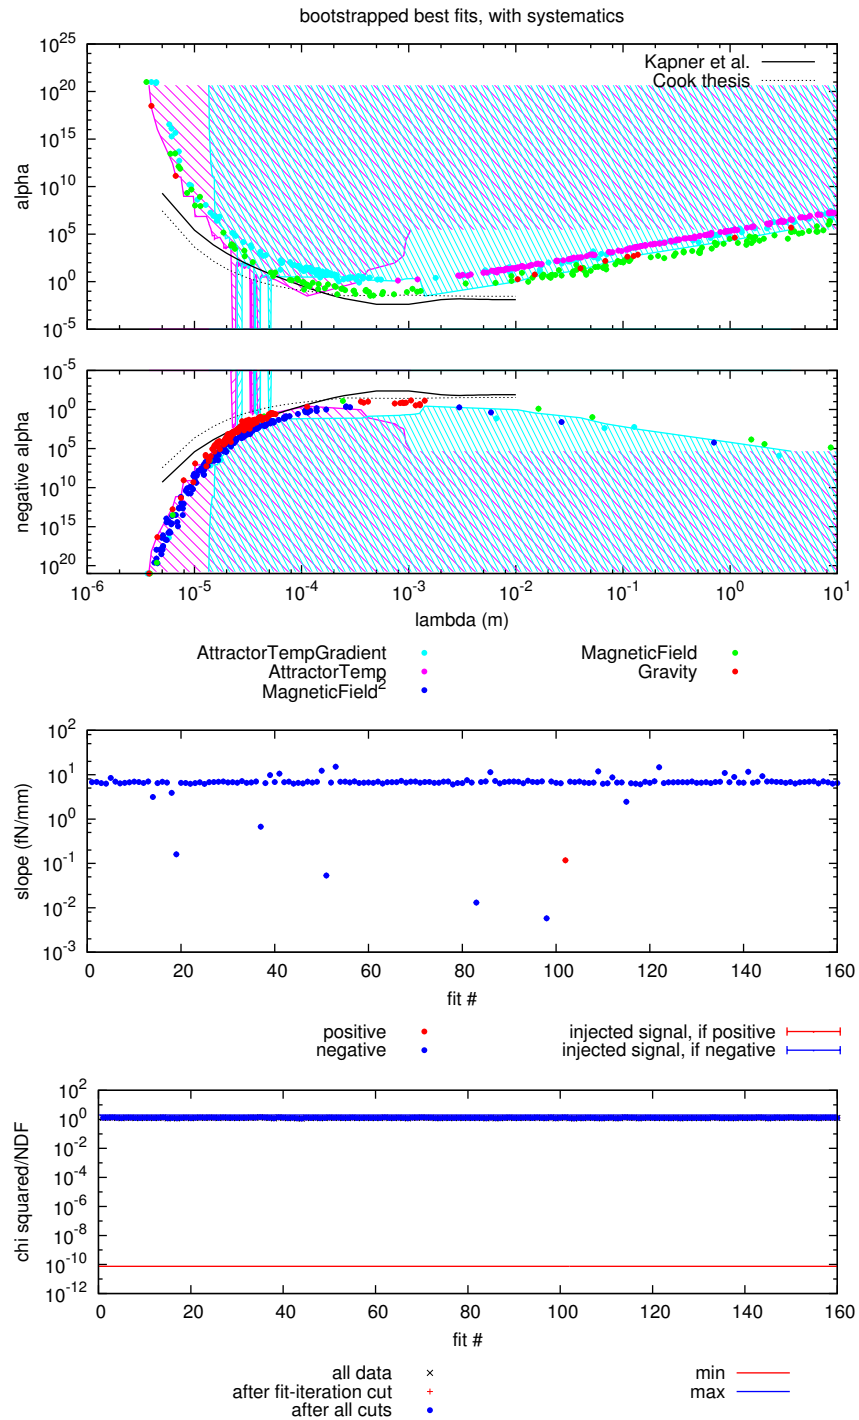 bootstrapped best fits, with systematics
10^25
10^20
10^15
10^10
10^5
10^0
10^-5
alpha
Kapner et al.
Cook thesis
10^-5
10^0
10^5
10^10
10^15
10^20
negative alpha
10^-6 10^-5 10^-4 10^-3 10^-2 10^-1 10^0 10^1
lambda (m)
AttractorTempGradient
AttractorTemp
MagneticField^2
MagneticField
Gravity
10^2
10^1
10^0
10^-1
10^-2
10^-3
slope (fN/mm)
0 20 40 60 80 100 120 140 160
fit #
positive
negative
injected signal, if positive
injected signal, if negative
10^2
10^0
10^-2
10^-4
10^-6
10^-8
10^-10
10^-12
chi squared/NDF
0 20 40 60 80 100 120 140 160
fit #
all data
after fit-iteration cut
after all cuts
min
max